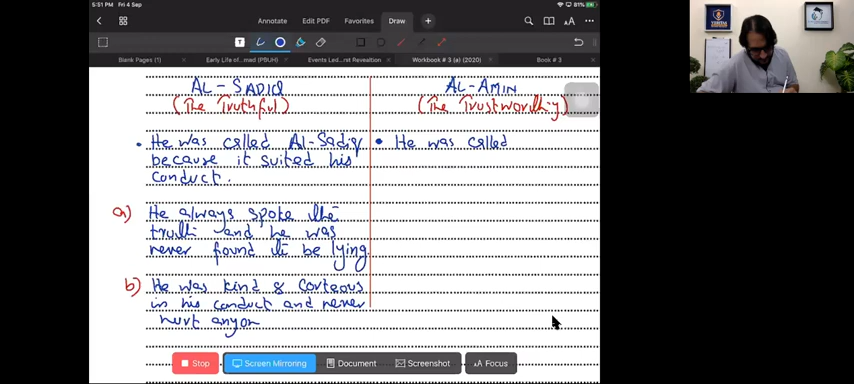 5:51 PM Fri 4 Sep
81%
Annotate Edit PDF Favorites Draw
AA
T
Blank Pages (1) Early Life of...mad (PBUH) Events Led...rst Revealtion Workbook # 3 (a) (2020) Book # 3
AL-SADIQ
(The Truthful)
• He was called Al-Sadiq
because it suited his
conduct.
a) He always spoke the
truth and he was
never found to be lying.
b) He was kind & Corteous
in his conduct and never
hurt anyon
AL-AMIN
(The Trustworthy)
• He was called
Stop Screen Mirroring Document Screenshot AA Focus